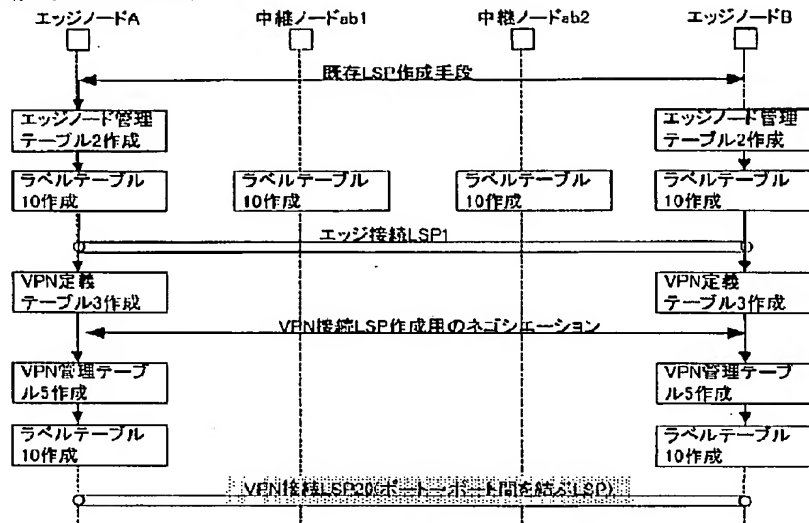 エッジノードA
中継ノードab1
中継ノードab2
エッジノードB
既存LSP作成手段
エッジノード管理
テーブル2作成
エッジノード管理
テーブル2作成
ラベルテーブル
10作成
ラベルテーブル
10作成
ラベルテーブル
10作成
ラベルテーブル
10作成
エッジ接続LSP1
VPN定義
テーブル3作成
VPN定義
テーブル3作成
VPN接続LSP作成用のネゴシエーション
VPN管理テーブ
ル5作成
VPN管理テーブ
ル5作成
ラベルテーブル
10作成
ラベルテーブル
10作成
VPN接続LSP20(ポートーポート間を結ぶLSP)